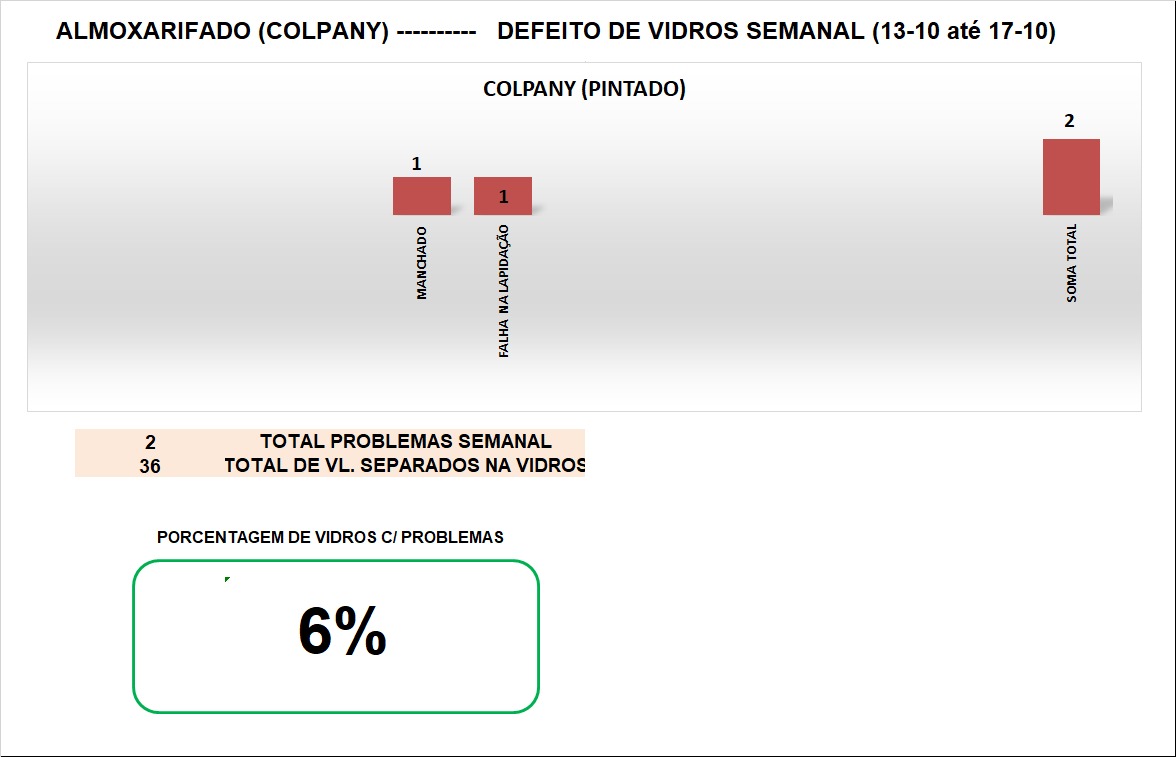 ALMOXARIFADO (COLPANY) ---------- DEFEITO DE VIDROS SEMANAL (13-10 até 17-10)
COLPANY (PINTADO)
1
1
2
MANCHADO
FALHA NA LAPIDAÇÃO
SOMA TOTAL
2 TOTAL PROBLEMAS SEMANAL
36 TOTAL DE VL. SEPARADOS NA VIDROS
PORCENTAGEM DE VIDROS C/ PROBLEMAS
6%